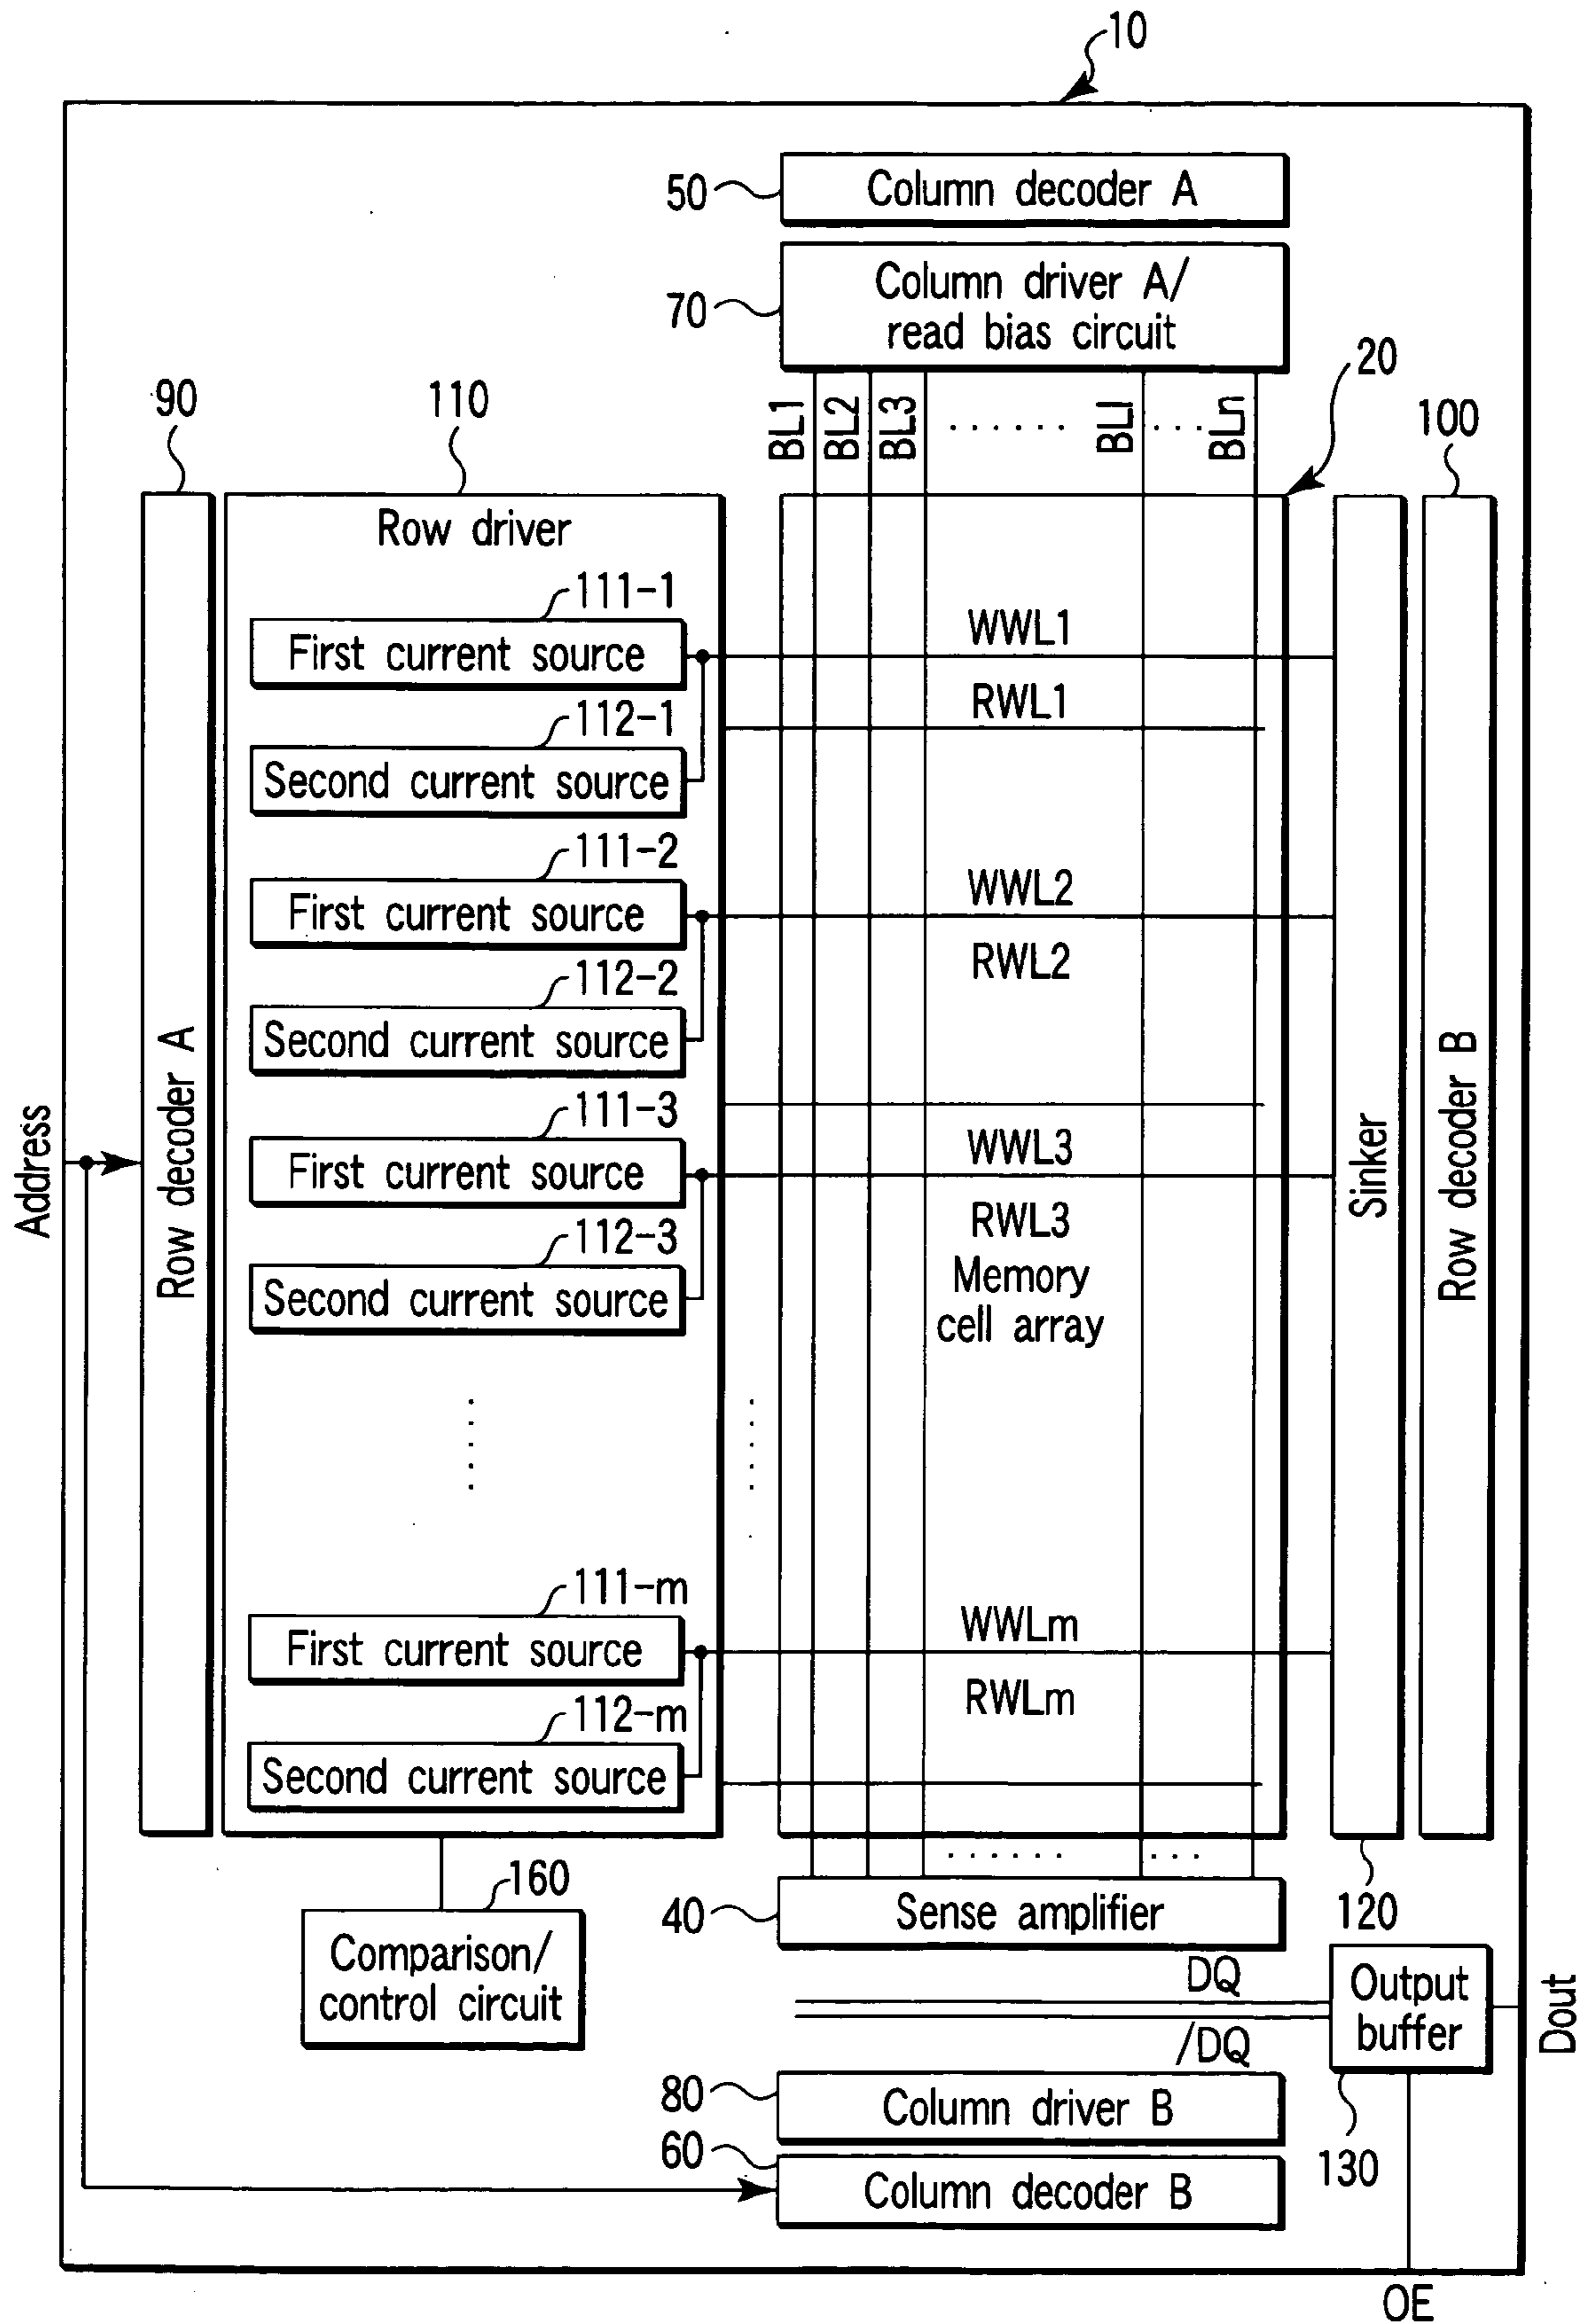 10
50
Column decoder A
70
Column driver A/
read bias circuit
20
90
110
BL1
BL2
BL3
......
BLl
....
BLn
100
Row driver
111-1
First current source
WWL1
112-1
RWL1
Second current source
111-2
First current source
WWL2
112-2
RWL2
Second current source
111-3
First current source
WWL3
112-3
RWL3
Second current source
Memory
cell array
Address
Row decoder A
Sinker
Row decoder B
111-m
First current source
WWLm
112-m
RWLm
Second current source
160
Comparison/
control circuit
40
Sense amplifier
120
DQ
/DQ
Output
buffer
Dout
80
Column driver B
130
60
Column decoder B
OE